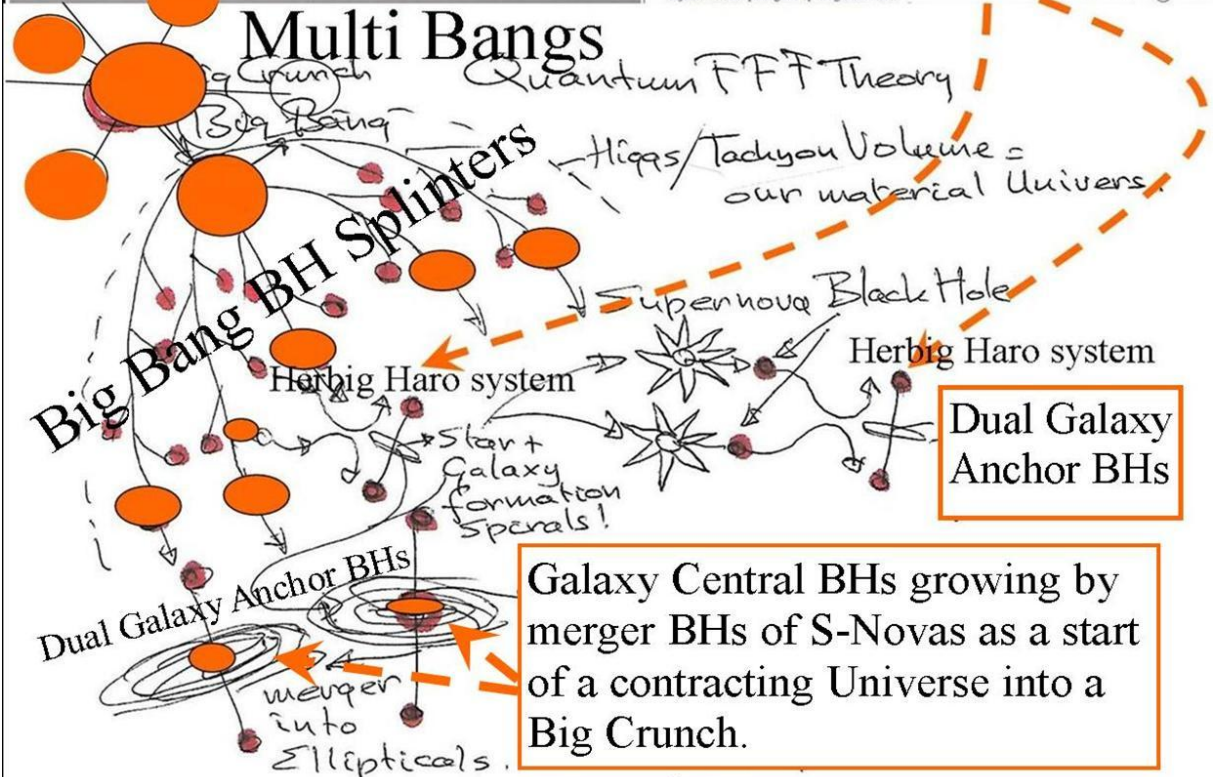 Multi Bangs
Big Crunch
Big Bang
Quantum FFF Theory
Higgs/Tachyon Volume =
our material Univers.
Big Bang BH Splinters
Supernova Black Hole
Herbig Haro system
Herbig Haro system
Dual Galaxy
Anchor BHs
Star +
Galaxy
formation
Spirals!
Dual Galaxy Anchor BHs
Galaxy Central BHs growing by
merger BHs of S-Novas as a start
of a contracting Universe into a
Big Crunch.
merger
into
Ellipticals.